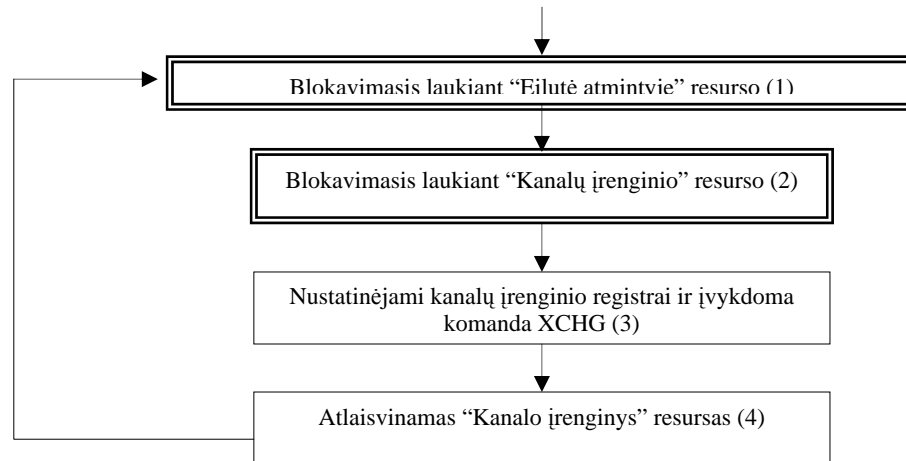 Blokavimasis laukiant “Eilutė atmintyje” resurso (1)
Blokavimasis laukiant “Kanalų įrenginio” resurso (2)
Nustatinėjami kanalų įrenginio registrai ir įvykdoma
komanda XCHG (3)
Atlaisvinamas “Kanalo įrenginys” resursas (4)